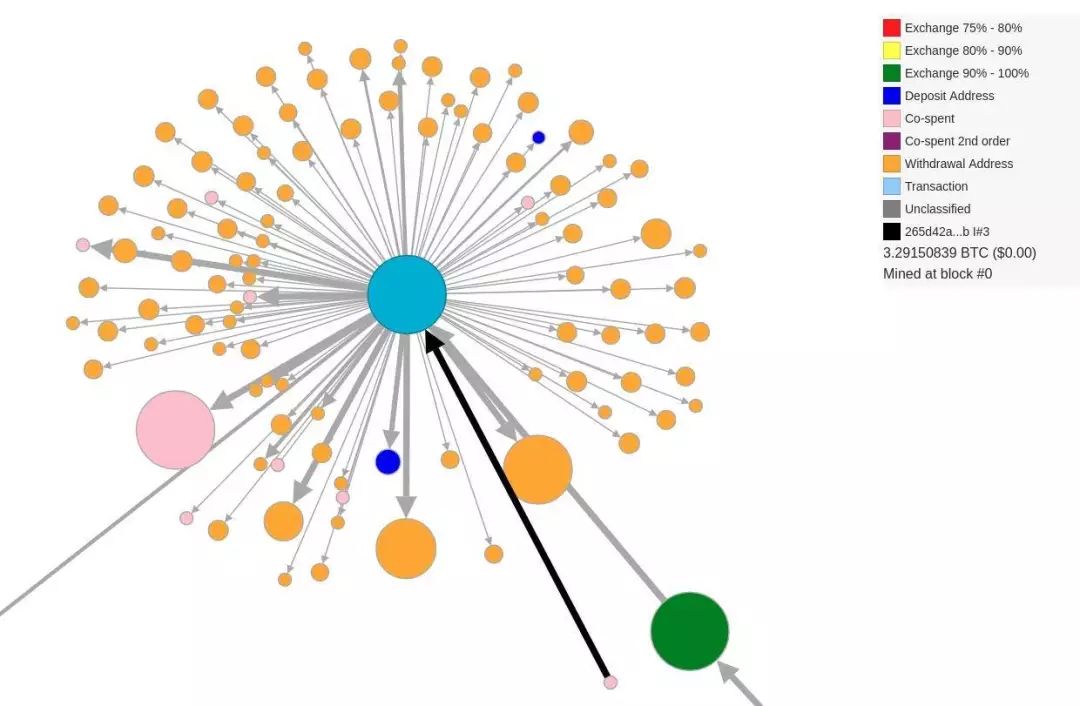 Exchange 75% - 80%
Exchange 80% - 90%
Exchange 90% - 100%
Deposit Address
Co-spent
Co-spent 2nd order
Withdrawal Address
Transaction
Unclassified
265d42a...b I#3
3.29150839 BTC ($0.00)
Mined at block #0